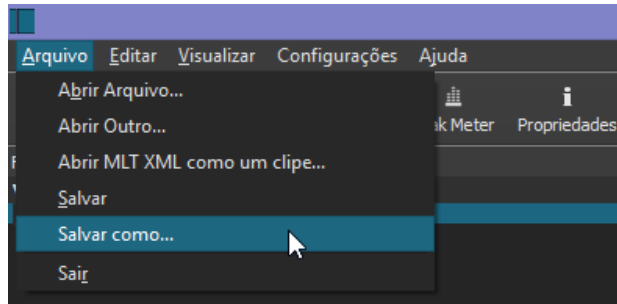 Arquivo Editar Visualizar Configurações Ajuda
Abrir Arquivo...
Abrir Outro...
Meter Propriedades
Abrir MLT XML como um clipe...
Salvar
Salvar como...
Sair